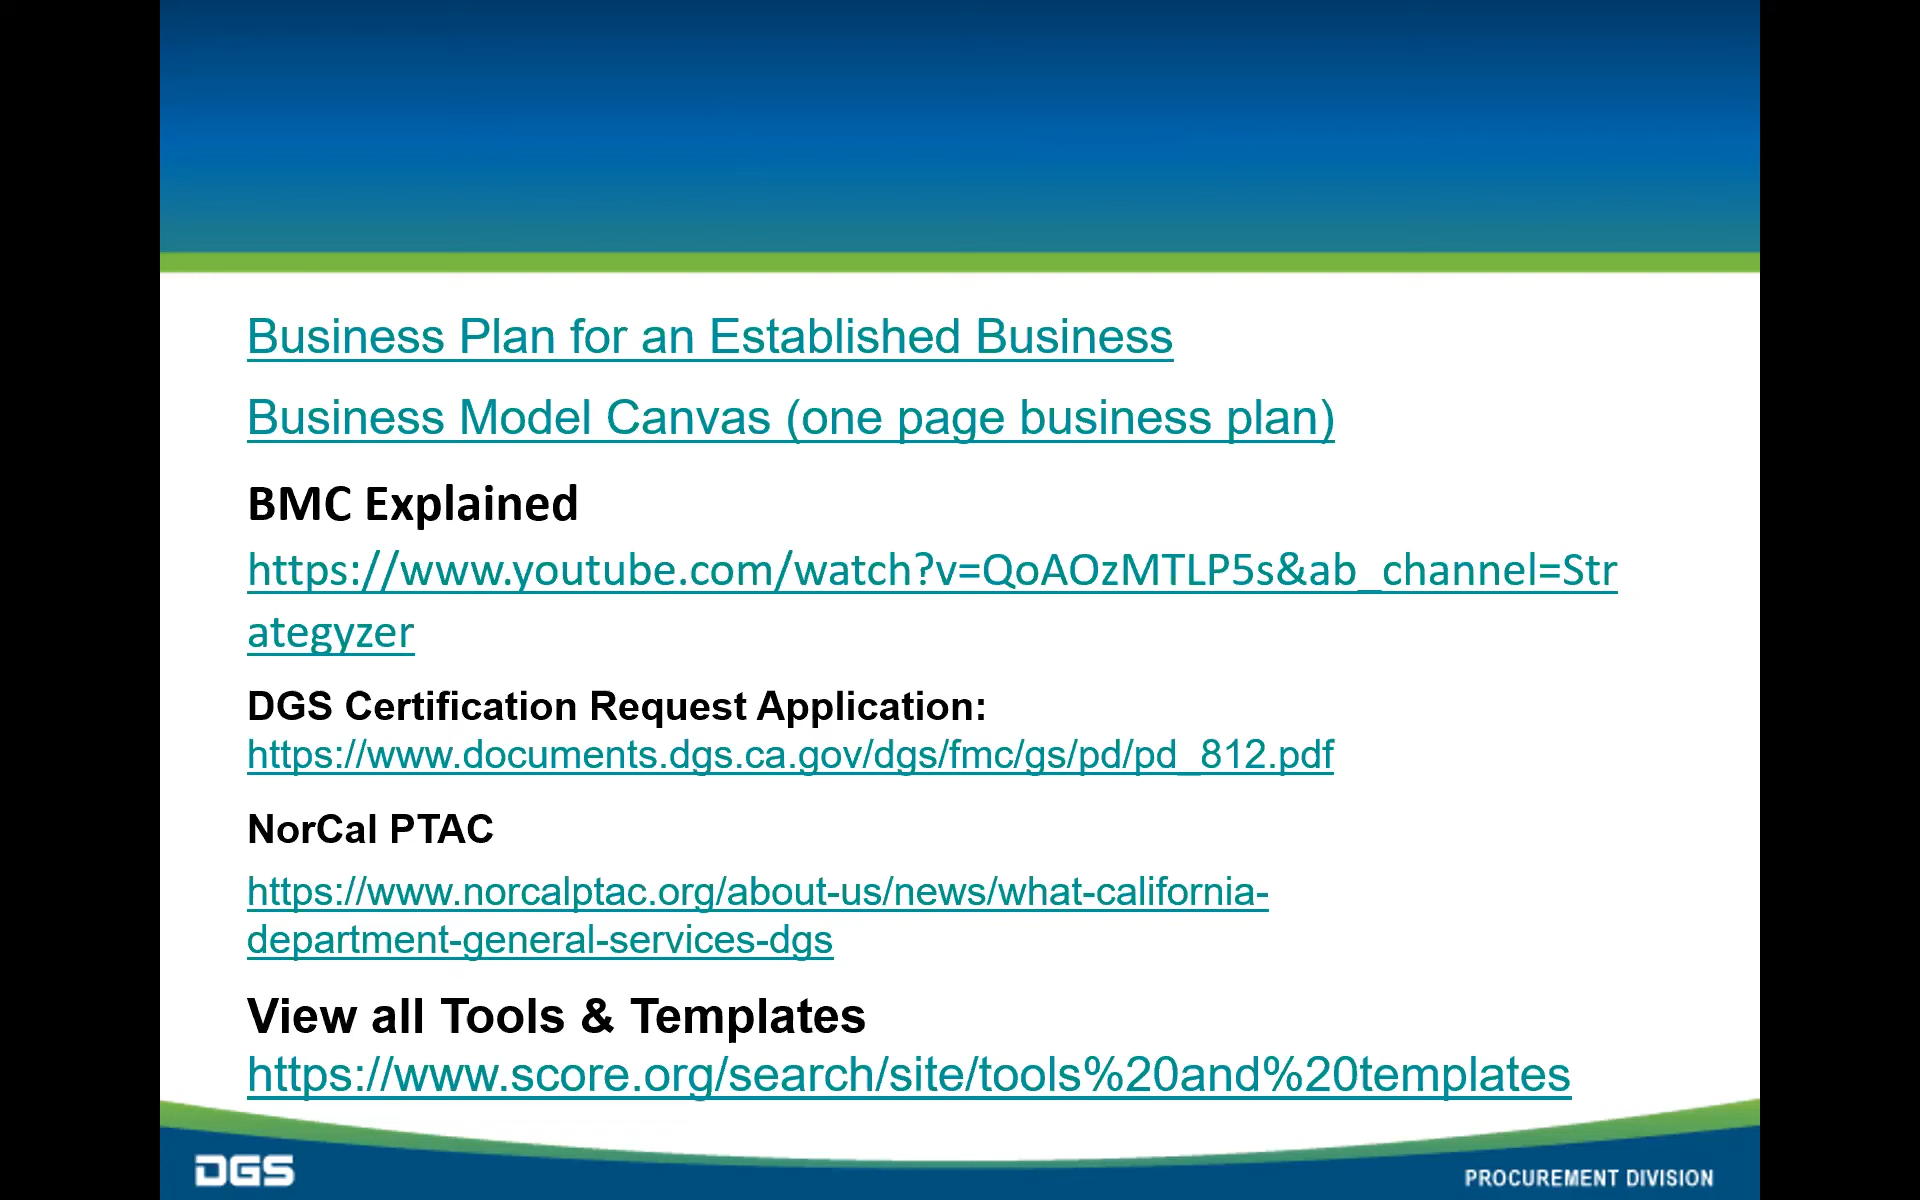 Business Plan for an Established Business
Business Model Canvas (one page business plan)
BMC Explained
https://www.youtube.com/watch?v=QoAOzMTLP5s&ab_channel=Str
ategyzer
DGS Certification Request Application:
https://www.documents.dgs.ca.gov/dgs/fmc/gs/pd/pd_812.pdf
NorCal PTAC
https://www.norcalptac.org/about-us/news/what-california-
department-general-services-dgs
View all Tools & Templates
https://www.score.org/search/site/tools%20and%20templates
DGS
PROCUREMENT DIVISION